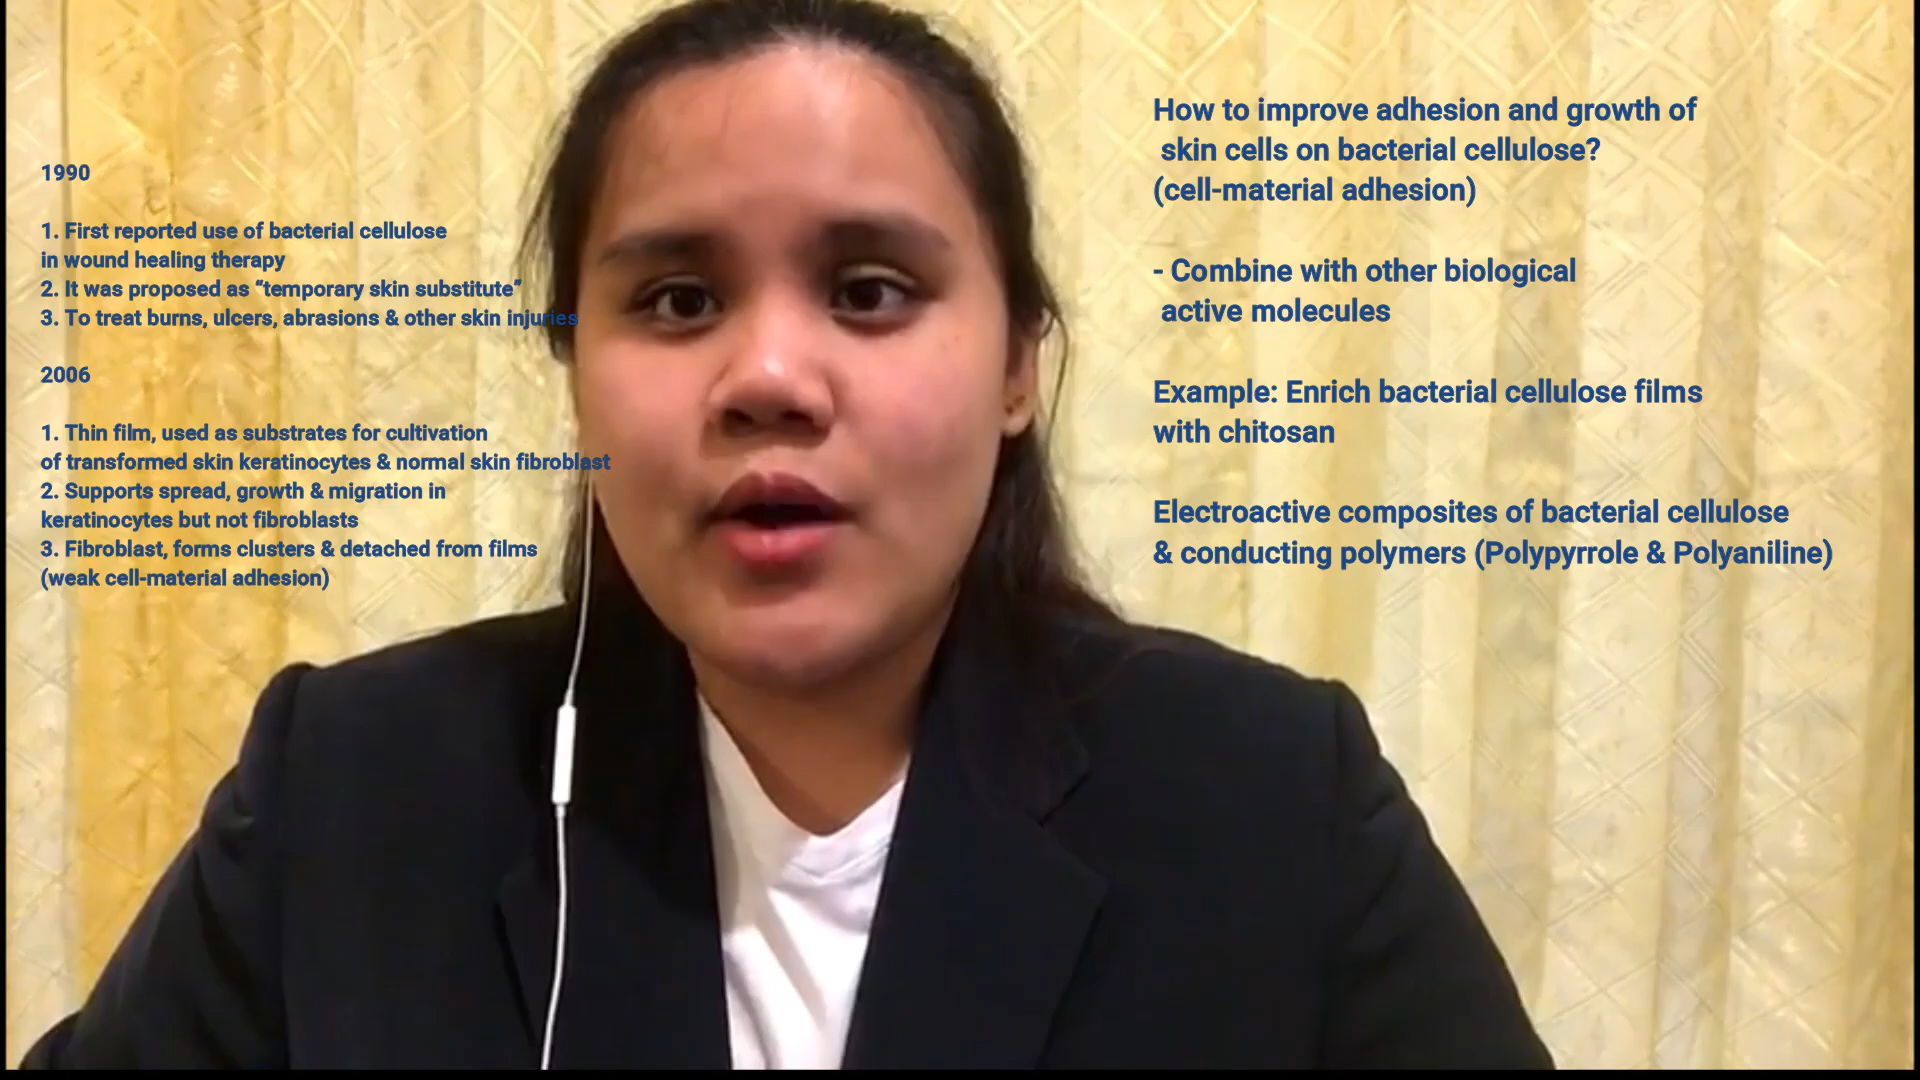 1990
1. First reported use of bacterial cellulose
in wound healing therapy
2. It was proposed as “temporary skin substitute”
3. To treat burns, ulcers, abrasions & other skin injuries
2006
1. Thin film, used as substrates for cultivation
of transformed skin keratinocytes & normal skin fibroblast
2. Supports spread, growth & migration in
keratinocytes but not fibroblasts
3. Fibroblast, forms clusters & detached from films
(weak cell-material adhesion)
How to improve adhesion and growth of
skin cells on bacterial cellulose?
(cell-material adhesion)
- Combine with other biological
active molecules
Example: Enrich bacterial cellulose films
with chitosan
Electroactive composites of bacterial cellulose
& conducting polymers (Polypyrrole & Polyaniline)